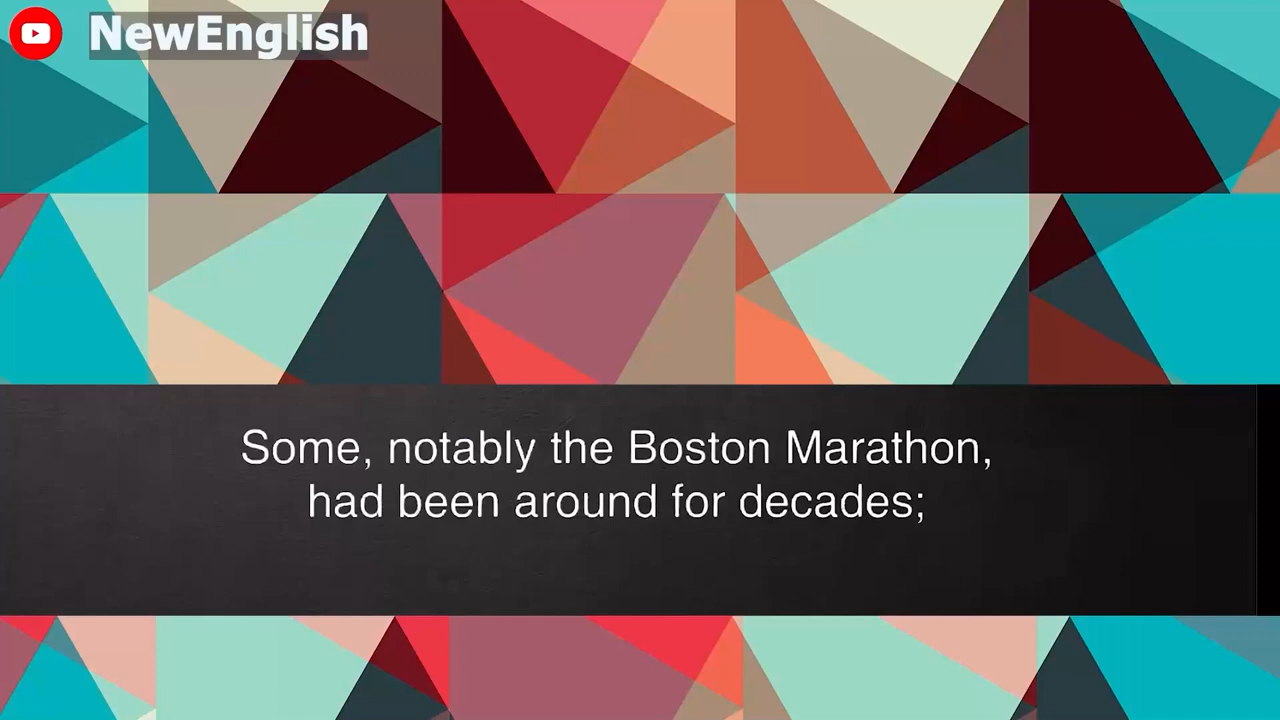 NewEnglish
Some, notably the Boston Marathon,
had been around for decades;